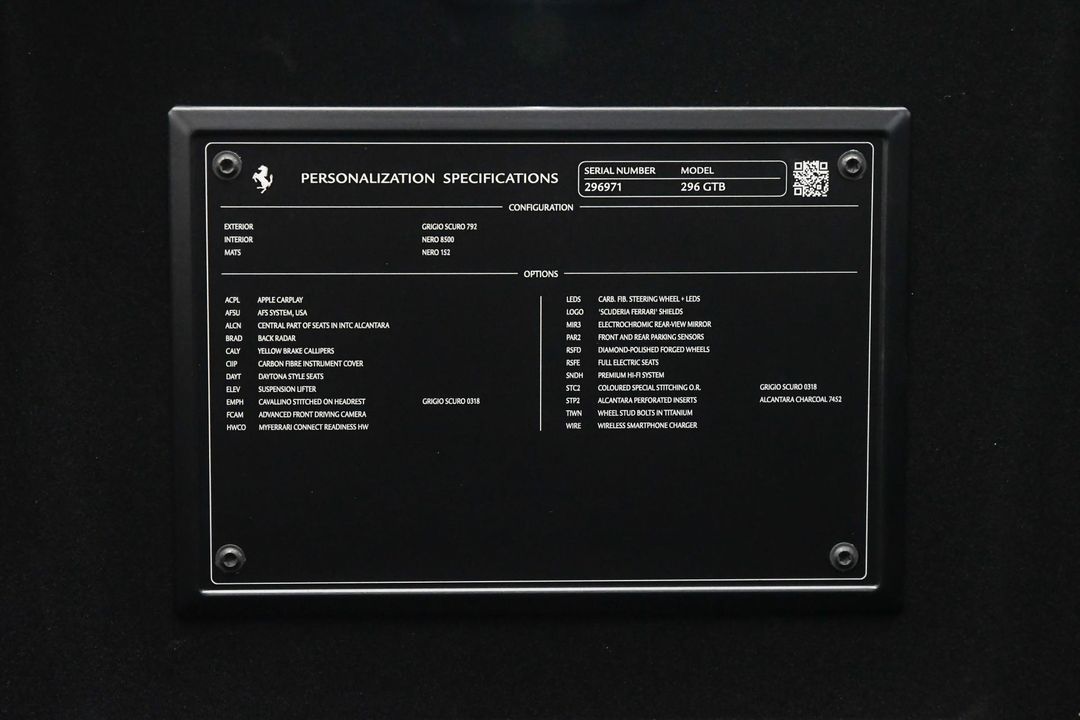 PERSONALIZATION SPECIFICATIONS
SERIAL NUMBER MODEL
296971 296 GTB
CONFIGURATION
EXTERIOR GRIGIO SCURO 792
INTERIOR NERO 8500
MATS NERO 152
OPTIONS
ACPL APPLE CARPLAY
AFSU AFS SYSTEM, USA
ALCN CENTRAL PART OF SEATS IN INTC ALCANTARA
BRAD BACK RADAR
CALY YELLOW BRAKE CALLIPERS
CIIP CARBON FIBRE INSTRUMENT COVER
DAYT DAYTONA STYLE SEATS
ELEV SUSPENSION LIFTER
EMPH CAVALLINO STITCHED ON HEADREST GRIGIO SCURO 0318
FCAM ADVANCED FRONT DRIVING CAMERA
HWCO MYFERRARI CONNECT READINESS HW
LEDS CARB. FIB. STEERING WHEEL + LEDS
LOGO 'SCUDERIA FERRARI' SHIELDS
MIR3 ELECTROCHROMIC REAR-VIEW MIRROR
PAR2 FRONT AND REAR PARKING SENSORS
RSFD DIAMOND-POLISHED FORGED WHEELS
RSFE FULL ELECTRIC SEATS
SNDH PREMIUM HI-FI SYSTEM
STC2 COLOURED SPECIAL STITCHING O.R. GRIGIO SCURO 0318
STP2 ALCANTARA PERFORATED INSERTS ALCANTARA CHARCOAL 7452
TIWN WHEEL STUD BOLTS IN TITANIUM
WIRE WIRELESS SMARTPHONE CHARGER